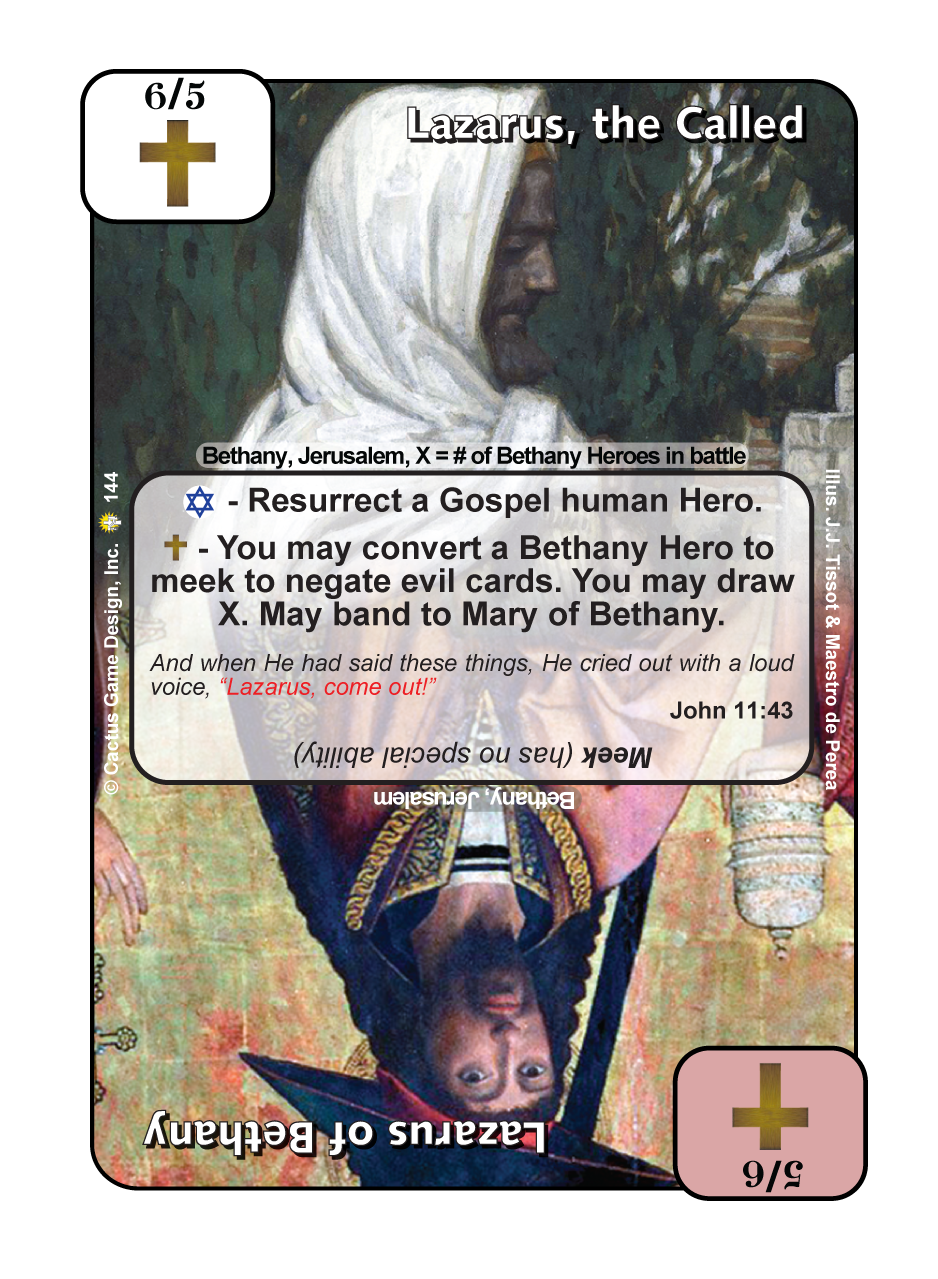 6/5
Lazarus, the Called
Bethany, Jerusalem, X = # of Bethany Heroes in battle
- Resurrect a Gospel human Hero.
- You may convert a Bethany Hero to
meek to negate evil cards. You may draw
X. May band to Mary of Bethany.
And when He had said these things, He cried out with a loud
voice, “Lazarus, come out!”
John 11:43
Meek (has no special ability)
Bethany, Jerusalem
Lazarus of Bethany
5/6
© Cactus Game Design, Inc. 144
Illus. J.J. Tissot & Maestro de Perea